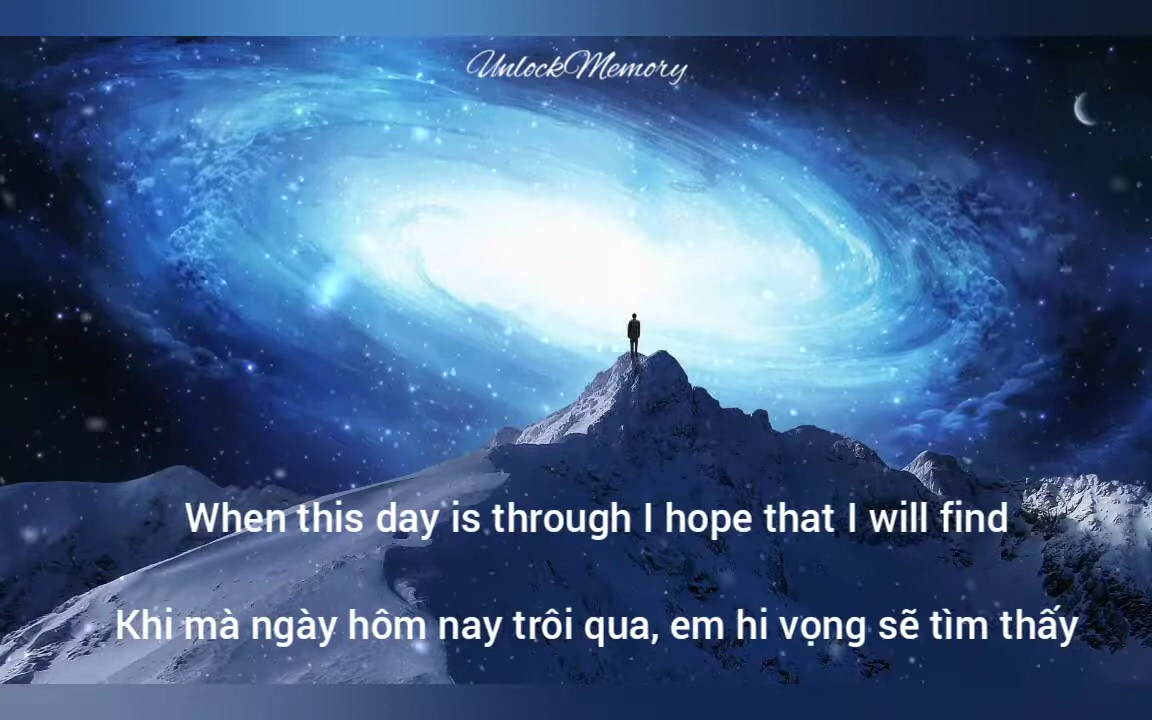 UnlockMemory
When this day is through I hope that I will find
Khi mà ngày hôm nay trôi qua, em hi vọng sẽ tìm thấy